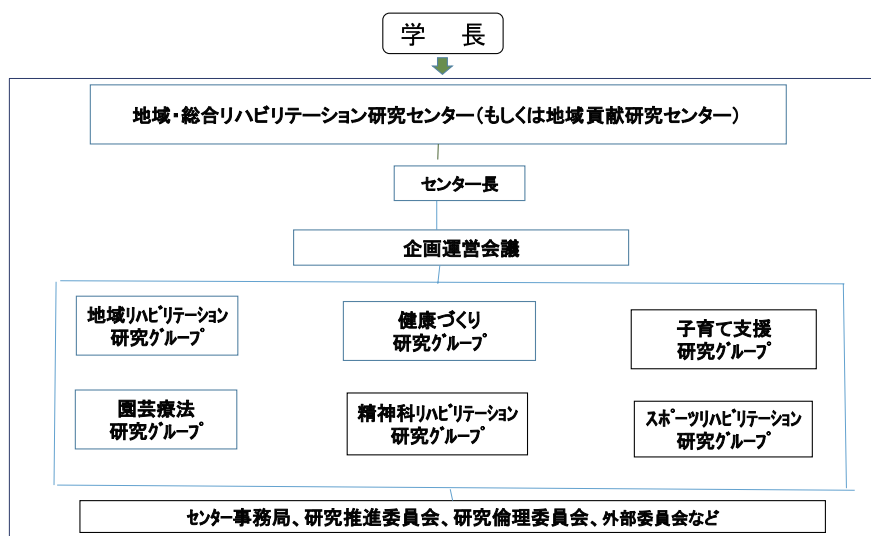 学　長
地域・総合リハビリテーション研究センター(もしくは地域貢献研究センター)
センター長
企画運営会議
地域ﾘﾊﾋﾞﾘﾃｰｼｮﾝ
研究ｸﾞﾙｰﾌﾟ
健康づくり
研究ｸﾞﾙｰﾌﾟ
子育て支援
研究ｸﾞﾙｰﾌﾟ
園芸療法
研究ｸﾞﾙｰﾌﾟ
精神科ﾘﾊﾋﾞﾘﾃｰｼｮﾝ
研究ｸﾞﾙｰﾌﾟ
ｽﾎﾟｰﾂﾘﾊﾋﾞﾘﾃｰｼｮﾝ
研究ｸﾞﾙｰﾌﾟ
ｾﾝﾀｰ事務局、研究推進委員会、研究倫理委員会、外部委員会など